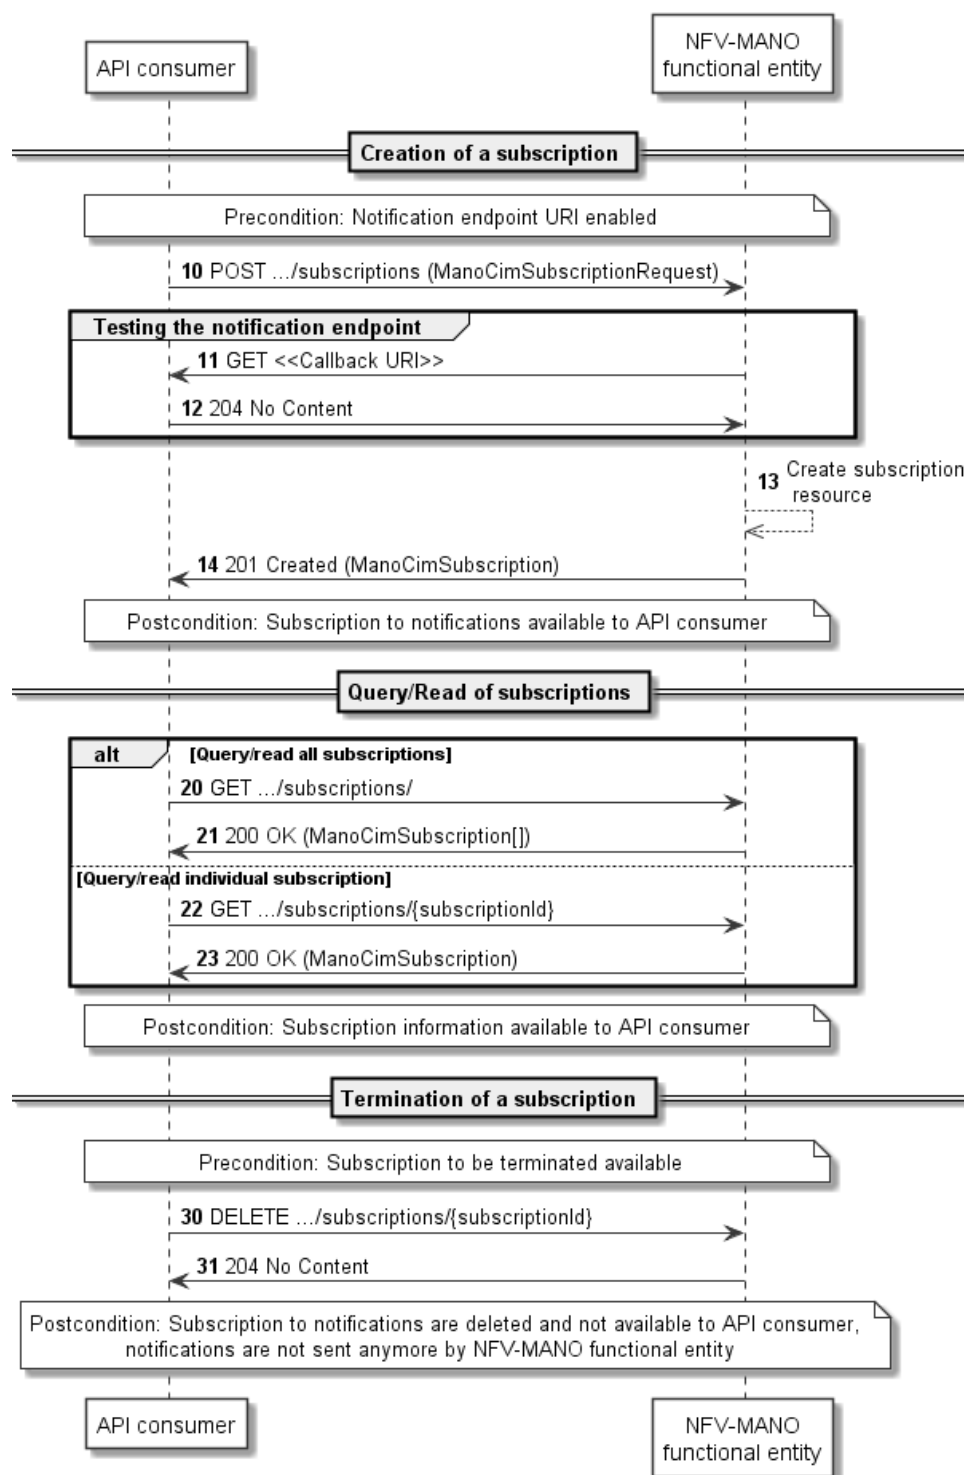 API consumer
NFV-MANO
functional entity
Creation of a subscription
Precondition: Notification endpoint URI enabled
10 POST .../subscriptions (ManoCimSubscriptionRequest)
Testing the notification endpoint
11 GET <<Callback URI>>
12 204 No Content
13 Create subscription
resource
14 201 Created (ManoCimSubscription)
Postcondition: Subscription to notifications available to API consumer
Query/Read of subscriptions
alt [Query/read all subscriptions]
20 GET .../subscriptions/
21 200 OK (ManoCimSubscription[])
[Query/read individual subscription]
22 GET .../subscriptions/{subscriptionId}
23 200 OK (ManoCimSubscription)
Postcondition: Subscription information available to API consumer
Termination of a subscription
Precondition: Subscription to be terminated available
30 DELETE .../subscriptions/{subscriptionId}
31 204 No Content
Postcondition: Subscription to notifications are deleted and not available to API consumer,
notifications are not sent anymore by NFV-MANO functional entity
API consumer
NFV-MANO
functional entity